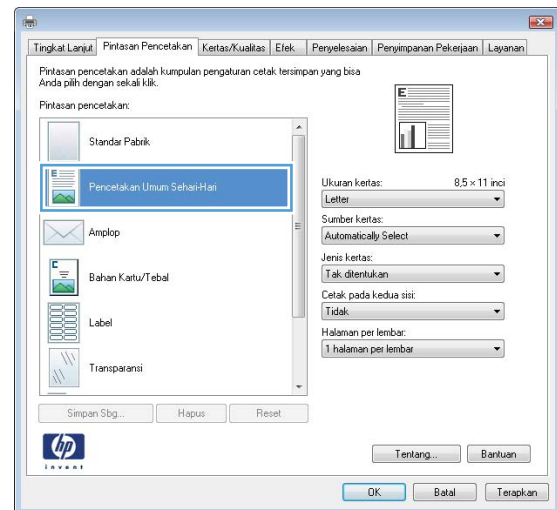 Tingkat Lanjut
Pintasan Pencetakan
Kertas/Kualitas
Efek
Penyelesaian
Penyimpanan Pekerjaan
Layanan
Pintasan pencetakan adalah kumpulan pengaturan cetak tersimpan yang bisa
Anda pilih dengan sekali klik.
Pintasan pencetakan:
Standar Pabrik
E
Pencetakan Umum Sehari-Hari
Amplop
C
Bahan Kartu/Tebal
Label
Transparansi
Simpan Sbg...
Hapus
Reset
E
Ukuran kertas:
8,5 × 11 inci
Letter
Sumber kertas:
Automatically Select
Jenis kertas:
Tak ditentukan
Cetak pada kedua sisi:
Tidak
Halaman per lembar:
1 halaman per lembar
hp
invent
Tentang...
Bantuan
OK
Batal
Terapkan